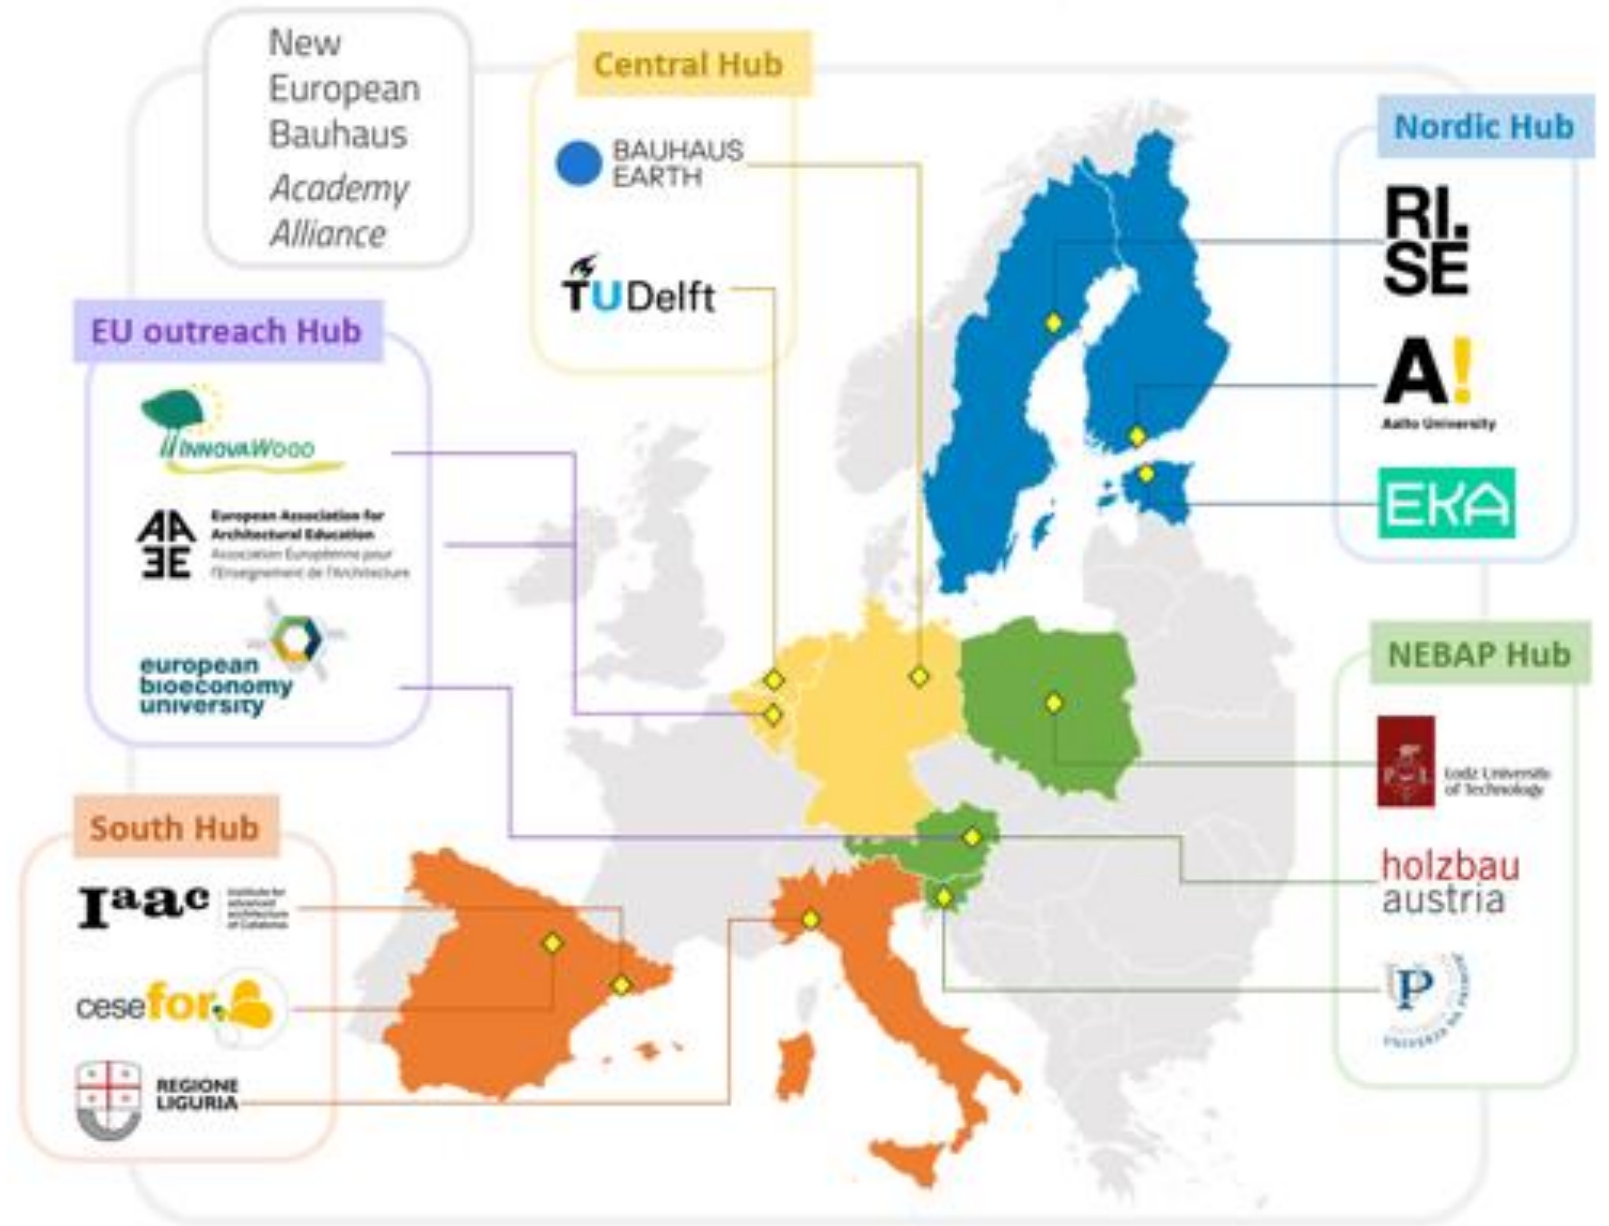 New
European
Bauhaus
Academy
Alliance
Central Hub
BAUHAUS
EARTH
TU Delft
Nordic Hub
RI.
SE
A!
Aalto University
EKA
EU outreach Hub
INNOVAWOOD
European Association for
Architectural Education
Association Européenne pour
l'Enseignement de l'Architecture
european
bioeconomy
university
NEBAP Hub
Lodz University
of Technology
holzbau
austria
P
South Hub
Iaac
Institute for
advanced
architecture
of Catalonia
cesefor
REGIONE
LIGURIA